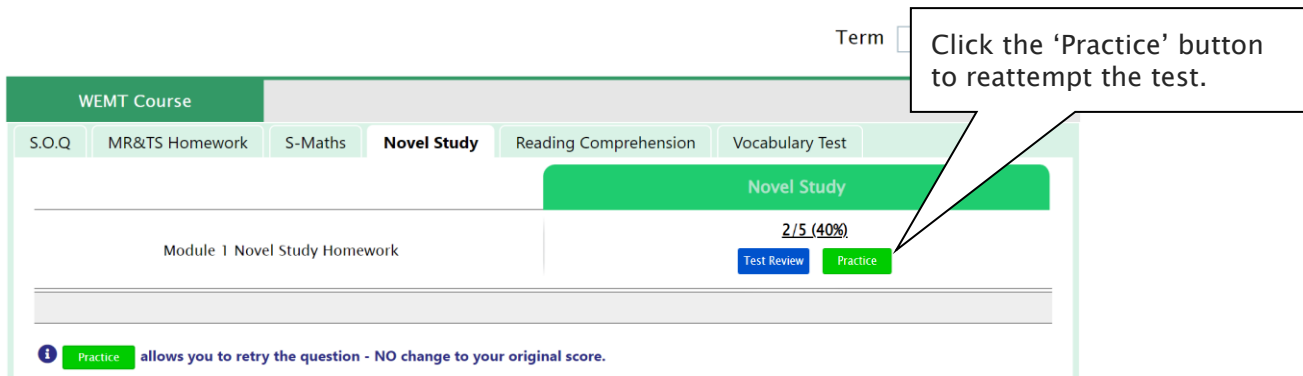 Term
Click the ‘Practice’ button
to reattempt the test.
WEMT Course
S.O.Q
MR&TS Homework
S-Maths
Novel Study
Reading Comprehension
Vocabulary Test
Novel Study
Module 1 Novel Study Homework
2/5 (40%)
Test Review
Practice
Practice allows you to retry the question - NO change to your original score.